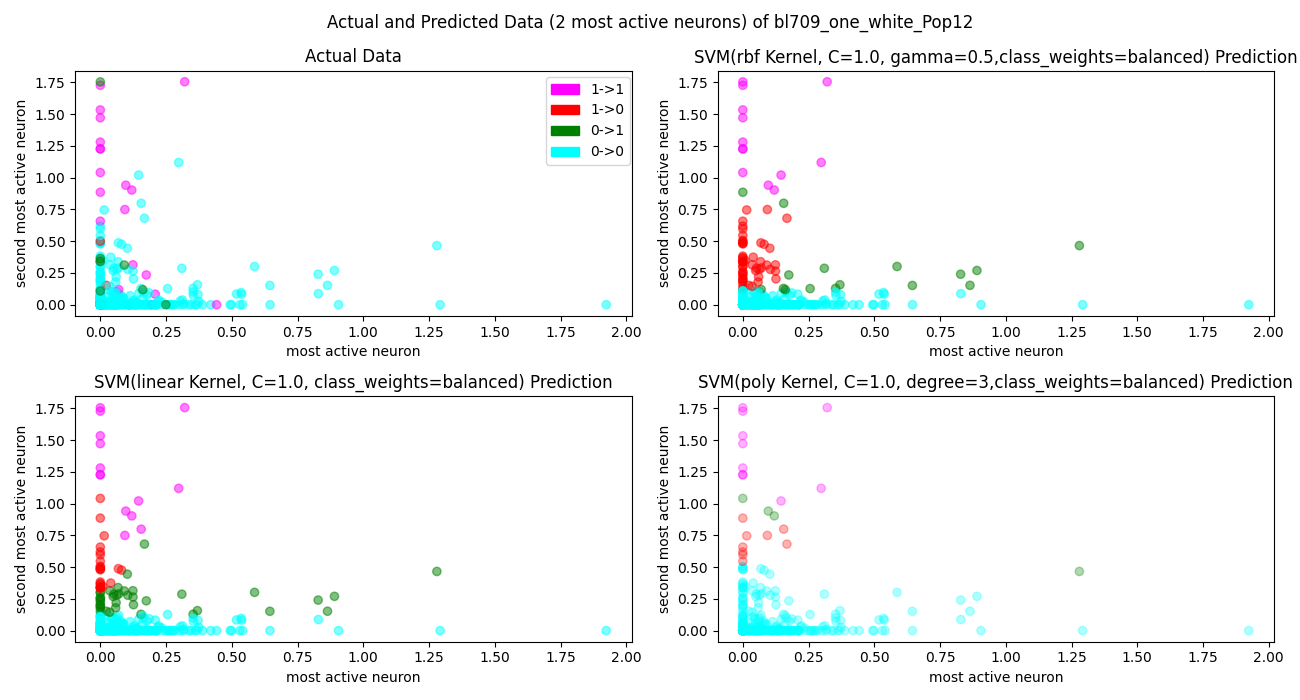 Actual and Predicted Data (2 most active neurons) of bl709_one_white_Pop12
Actual Data
1.75
1.50
1.25
1.00
0.75
0.50
0.25
0.00
second most active neuron
1->1
1->0
0->1
0->0
0.00 0.25 0.50 0.75 1.00 1.25 1.50 1.75 2.00
most active neuron
SVM(rbf Kernel, C=1.0, gamma=0.5,class_weights=balanced) Prediction
1.75
1.50
1.25
1.00
0.75
0.50
0.25
0.00
second most active neuron
0.00 0.25 0.50 0.75 1.00 1.25 1.50 1.75 2.00
most active neuron
SVM(linear Kernel, C=1.0, class_weights=balanced) Prediction
1.75
1.50
1.25
1.00
0.75
0.50
0.25
0.00
second most active neuron
0.00 0.25 0.50 0.75 1.00 1.25 1.50 1.75 2.00
most active neuron
SVM(poly Kernel, C=1.0, degree=3,class_weights=balanced) Prediction
1.75
1.50
1.25
1.00
0.75
0.50
0.25
0.00
second most active neuron
0.00 0.25 0.50 0.75 1.00 1.25 1.50 1.75 2.00
most active neuron